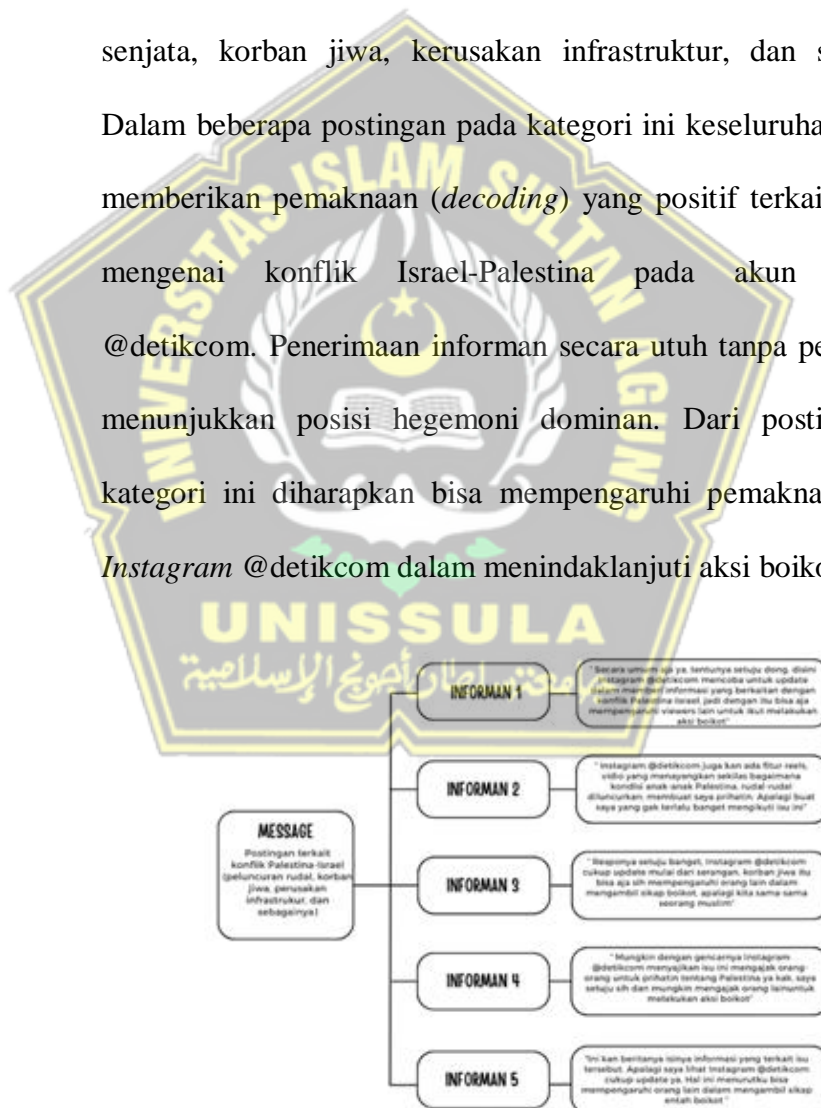 senjata, korban jiwa, kerusakan infrastruktur, dan s
Dalam beberapa postingan pada kategori ini keseluruha
memberikan pemaknaan (decoding) yang positif terkai
mengenai konflik Israel-Palestina pada akun
@detikcom. Penerimaan informan secara utuh tanpa pe
menunjukkan posisi hegemoni dominan. Dari posti
kategori ini diharapkan bisa mempengaruhi pemakna
Instagram @detikcom dalam menindaklanjuti aksi boiko
UNIVERSITAS ISLAM SULTAN AGUNG
UNISSULA
جامعة سلطان أجونج الإسلامية
MESSAGE
Postingan terkait
konflik Palestina-Israel
(peluncuran rudal, korban
jiwa, perusakan
infrastrukur, dan
sebagainya)
INFORMAN 1
" Secara umum aja ya, tentunya setuju dong, disini
Instagram @detikcom mencoba untuk update
dalam memberi informasi yang berkaitan dengan
konflik Palestina Israel, jadi dengan itu bisa aja
mempengaruhi viewers lain untuk ikut melakukan
aksi boikot"
INFORMAN 2
" Instagram @detikcom juga kan ada fitur reels,
vidio yang menayangkan sekilas bagaimana
kondisi anak-anak Palestina, rudal-rudal
diluncurkan, membuat saya prihatin. Apalagi buat
saya yang gak terlalu banget mengikuti isu ini"
INFORMAN 3
" Responya setuju banget, Instagram @detikcom
cukup update mulai dari serangan, korban jiwa itu
bisa aja sih mempengaruhi orang lain dalam
mengambil sikap boikot, apalagi kita sama sama
seorang muslim"
INFORMAN 4
" Mungkin dengan gencarnya Instagram
@detikcom menyajikan isu ini mengajak orang-
orang untuk prihatin tentang Palestina ya kak, saya
setuju sih dan mungkin mengajak orang lainuntuk
melakukan aksi boikot"
INFORMAN 5
"Ini kan beritanya isinya informasi yang terkait isu
tersebut. Apalagi saya lihat Instagram @detikcom
cukup update ya, Hal ini menurutku bisa
mempengaruhi orang lain dalam mengambil sikap
entah boikot "